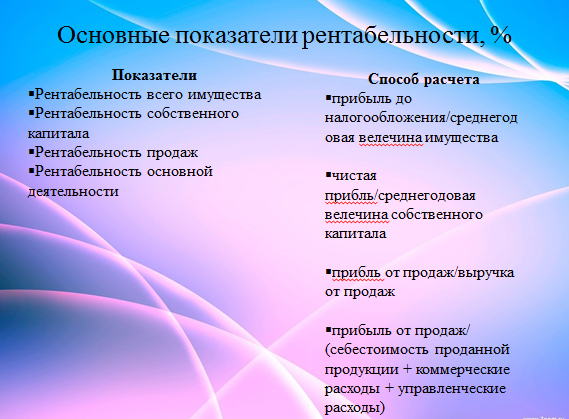 Основные показатели рентабельности, %
Показатели
▪Рентабельность всего имущества
▪Рентабельность собственного
капитала
▪Рентабельность продаж
▪Рентабельность основной
деятельности
Способ расчета
▪прибыль до
налогообложения/среднегод
овая велечина имущества
▪чистая
прибль/среднегодовая
велечина собственного
капитала
▪прибль от продаж/выручка
от продаж
▪прибыль от продаж/
(себестоимость проданной
продукции + коммерческие
расходы + управленческие
расходы)